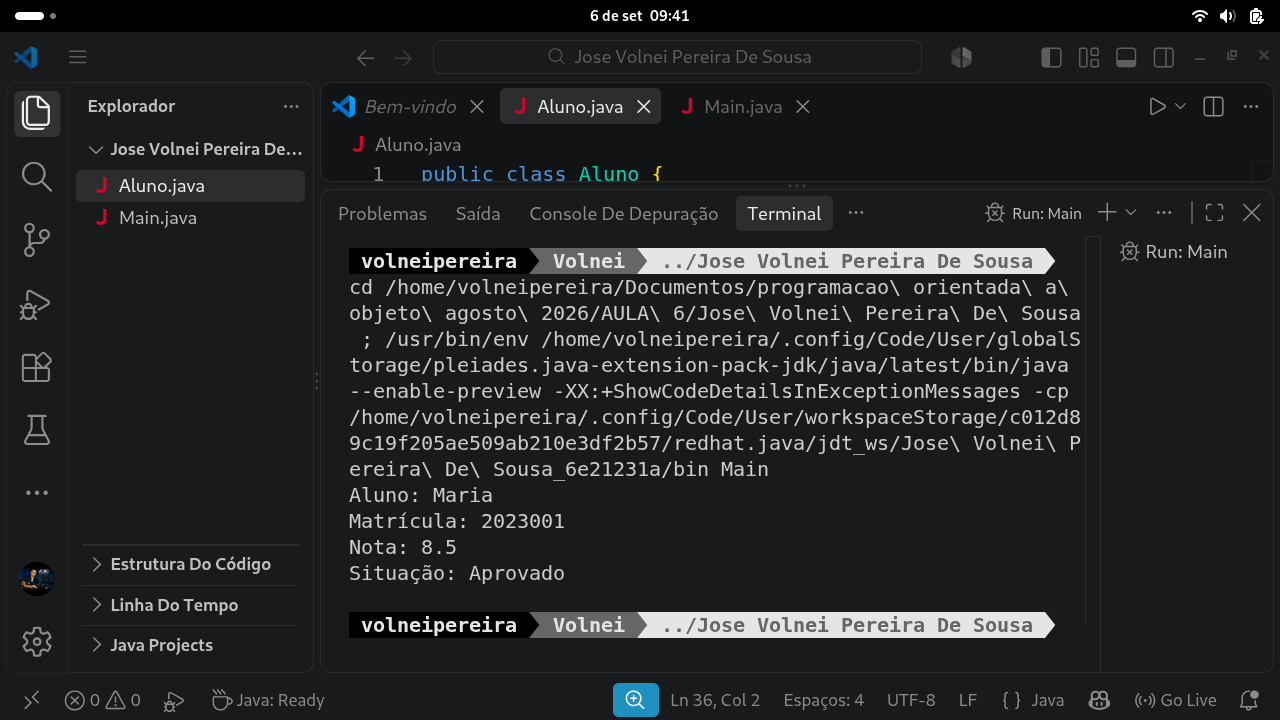 6 de set 09:41
Jose Volnei Pereira De Sousa
Explorador
Jose Volnei Pereira De...
Aluno.java
Main.java
Bem-vindo
Aluno.java
Main.java
Aluno.java
1 public class Aluno {
Problemas
Saída
Console De Depuração
Terminal
Run: Main
Run: Main
volneipereira Volnei ../Jose Volnei Pereira De Sousa
cd /home/volneipereira/Documentos/programacao\ orientada\ a\
objeto\ agosto\ 2026/AULA\ 6/Jose\ Volnei\ Pereira\ De\ Sousa
; /usr/bin/env /home/volneipereira/.config/Code/User/globalS
torage/pleiades.java-extension-pack-jdk/java/latest/bin/java
--enable-preview -XX:+ShowCodeDetailsInExceptionMessages -cp
/home/volneipereira/.config/Code/User/workspaceStorage/c012d8
9c19f205ae509ab210e3df2b57/redhat.java/jdt_ws/Jose\ Volnei\ P
ereira\ De\ Sousa_6e21231a/bin Main
Aluno: Maria
Matrícula: 2023001
Nota: 8.5
Situação: Aprovado
volneipereira Volnei ../Jose Volnei Pereira De Sousa
Estrutura Do Código
Linha Do Tempo
Java Projects
0 0
Java: Ready
Ln 36, Col 2
Espaços: 4
UTF-8
LF
{ } Java
Go Live